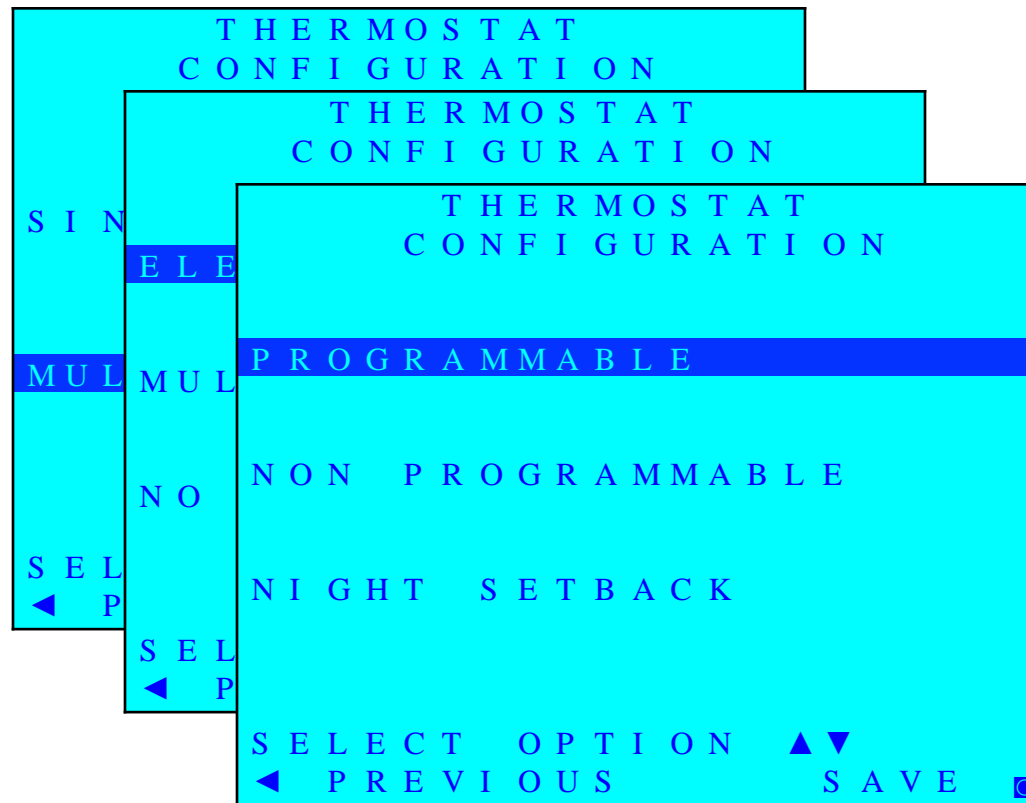 THERMOSTAT
CONFIGURATION
SIN
MUL
SEL
◄ P
THERMOSTAT
CONFIGURATION
ELE
MUL
NO
SEL
◄ P
THERMOSTAT
CONFIGURATION
PROGRAMMABLE
NON PROGRAMMABLE
NIGHT SETBACK
SELECT OPTION ▲▼
◄ PREVIOUS SAVE